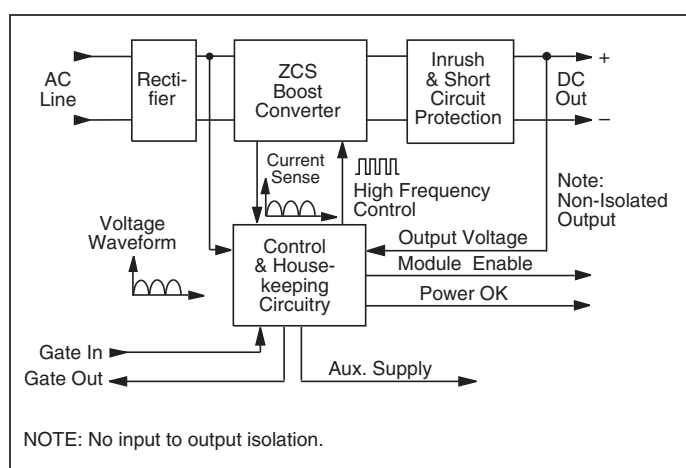 AC
Line
Recti-
fier
ZCS
Boost
Converter
Inrush
& Short
Circuit
Protection
+
DC
Out
–
Current
Sense
High Frequency
Control
Note:
Non-Isolated
Output
Voltage
Waveform
Control
& House-
keeping
Circuitry
Output Voltage
Module Enable
Power OK
Gate In
Gate Out
Aux. Supply
NOTE: No input to output isolation.